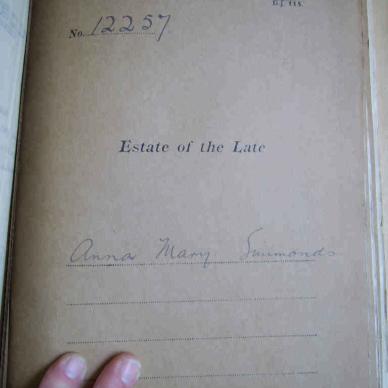 No. 12257
Estate of the Late
Anna Mary Simmonds